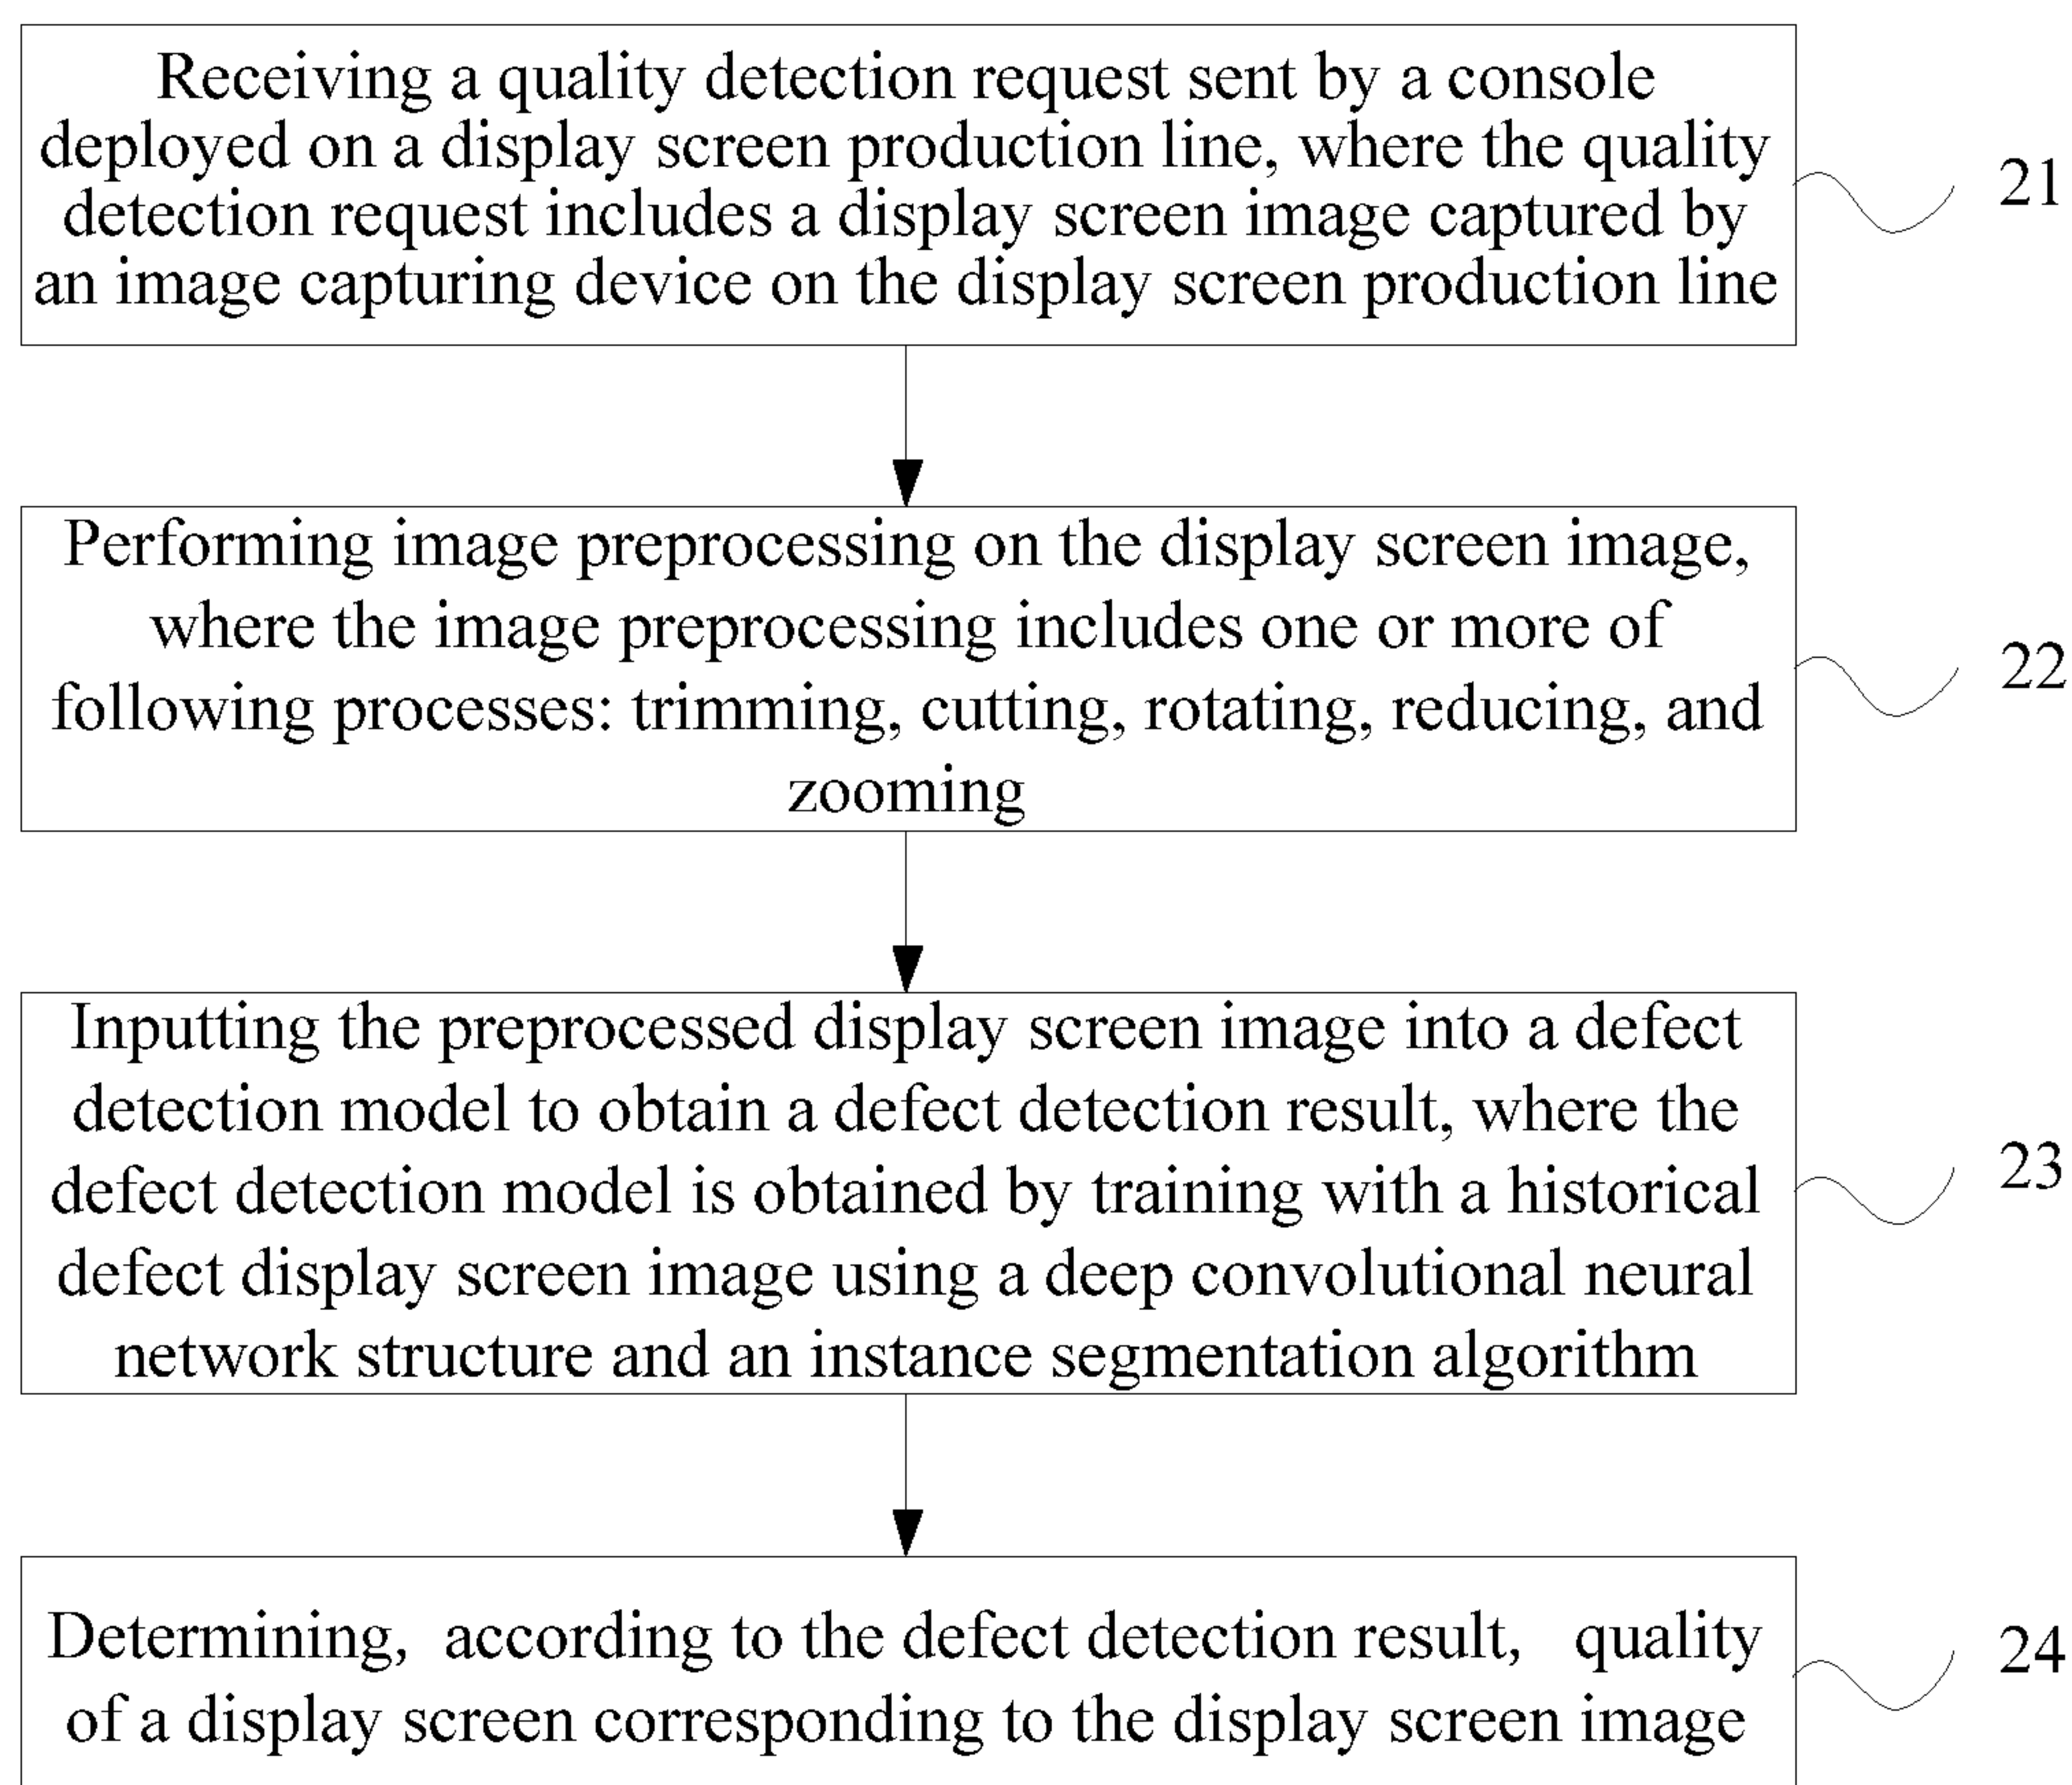 Receiving a quality detection request sent by a console
deployed on a display screen production line, where the quality
detection request includes a display screen image captured by
an image capturing device on the display screen production line
21
Performing image preprocessing on the display screen image,
where the image preprocessing includes one or more of
following processes: trimming, cutting, rotating, reducing, and
zooming
22
Inputting the preprocessed display screen image into a defect
detection model to obtain a defect detection result, where the
defect detection model is obtained by training with a historical
defect display screen image using a deep convolutional neural
network structure and an instance segmentation algorithm
23
Determining, according to the defect detection result, quality
of a display screen corresponding to the display screen image
24